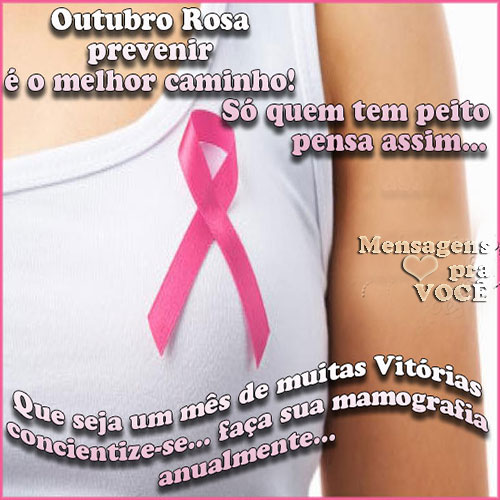 Outubro Rosa
prevenir
é o melhor caminho!
Só quem tem peito
pensa assim...
Mensagens
pra
VOCÊ
Que seja um mês de muitas Vitórias
concientize-se... faça sua mamografia
anualmente...